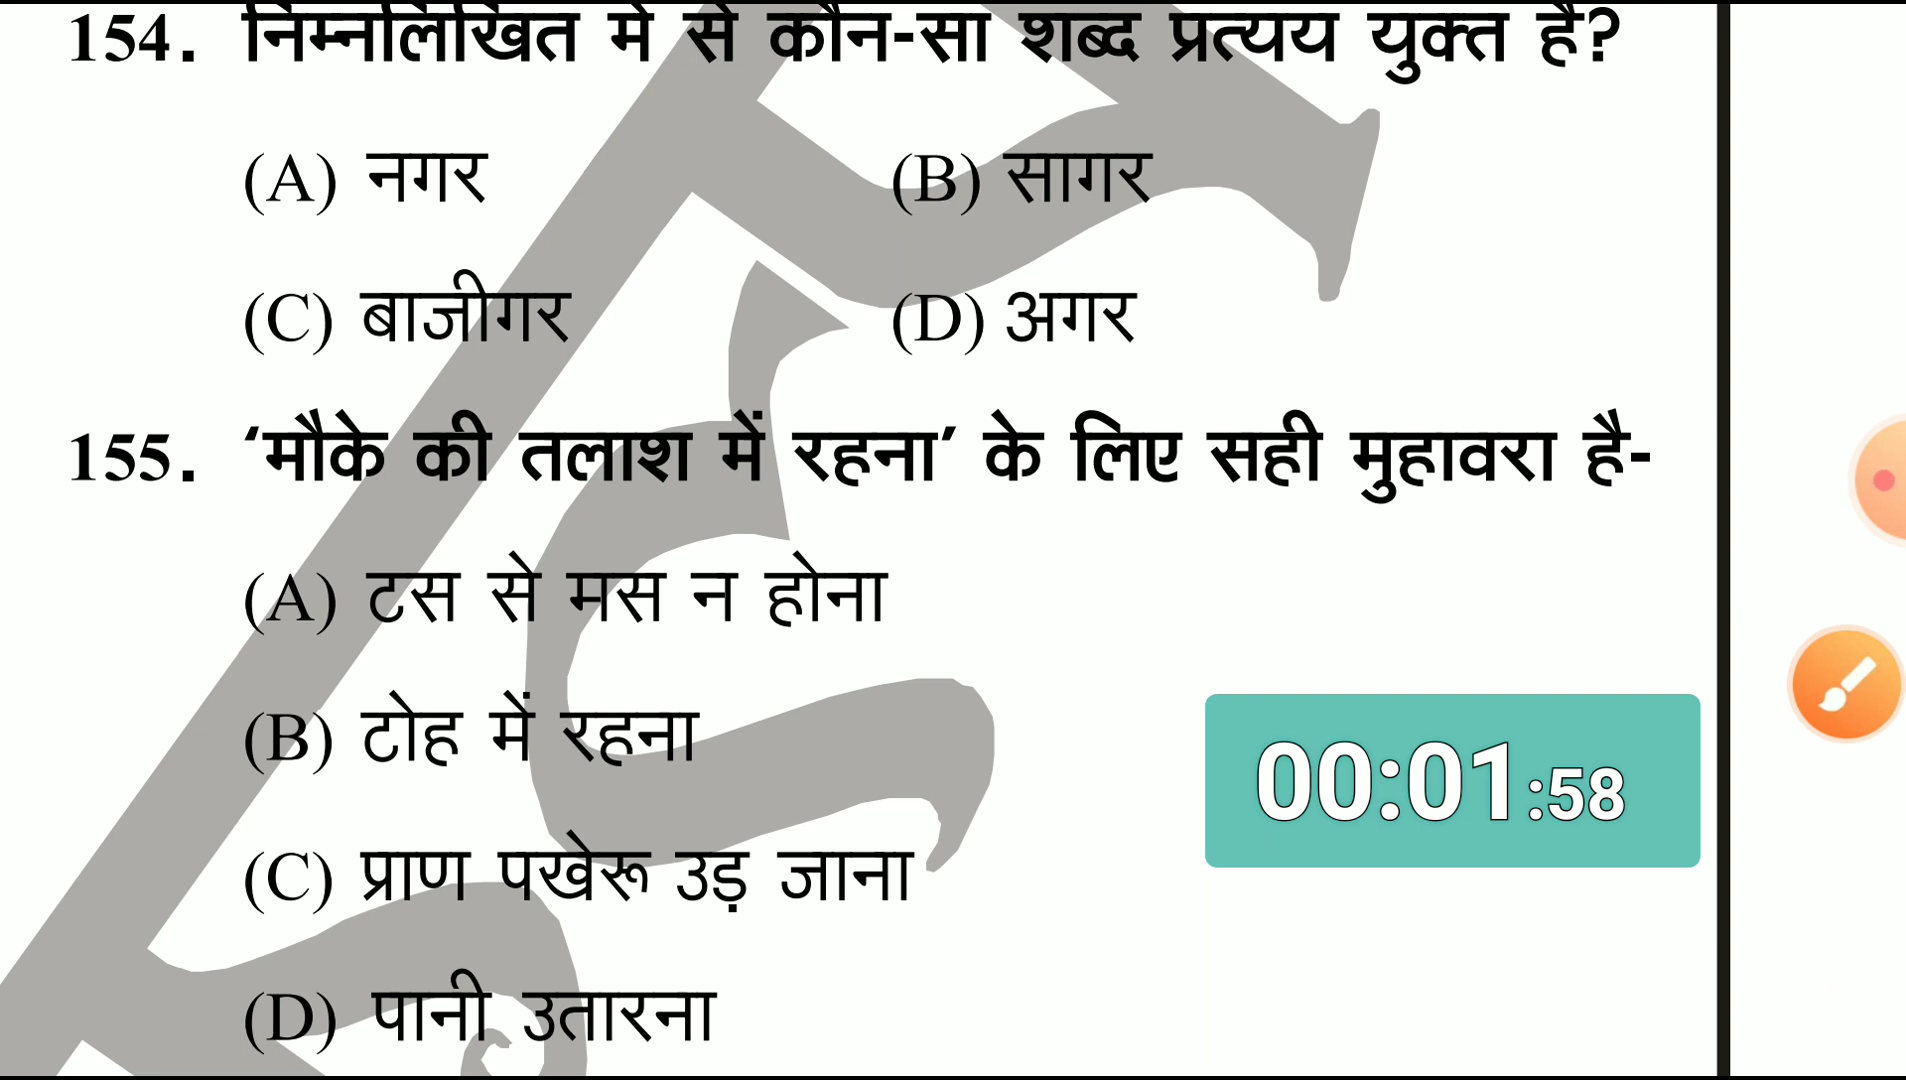 154. निम्नलिखित में से कौन-सा शब्द प्रत्यय युक्त है?
(A) नगर (B) सागर
(C) बाजीगर (D) अगर
155. ‘मौके की तलाश में रहना’ के लिए सही मुहावरा है-
(A) टस से मस न होना
(B) टोह में रहना
(C) प्राण पखेरू उड़ जाना
(D) पानी उतारना
00:01:58